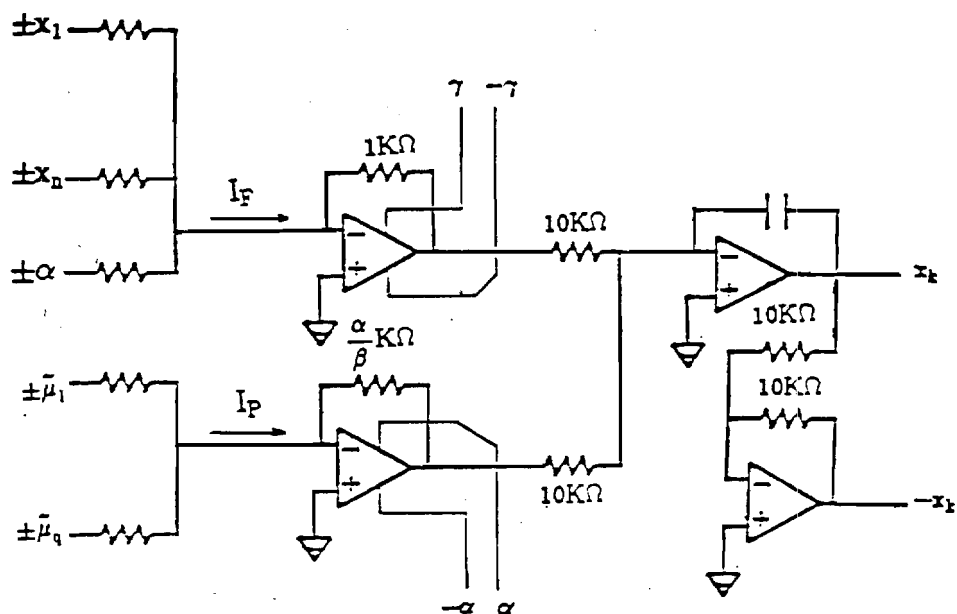 ±x₁
γ −γ
1KΩ
±xₙ
I_F
10KΩ
−
+
−
+
x_k
±α
α/β KΩ
10KΩ
10KΩ
±μ̃₁
I_P
−
+
10KΩ
−
+
−x_k
±μ̃_q
−α α